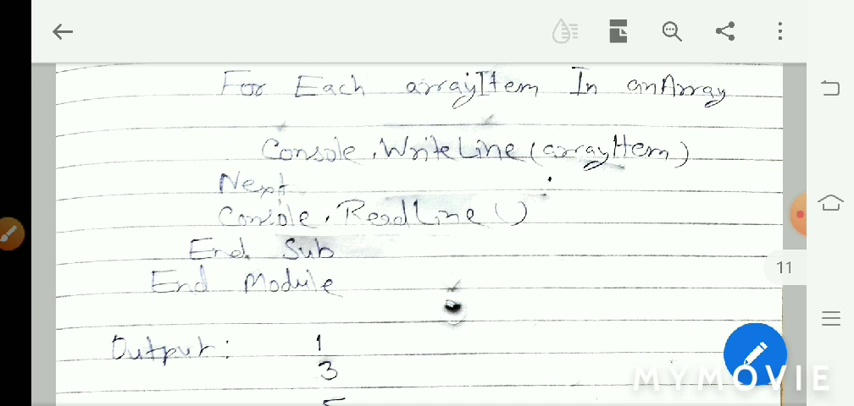 For Each arrayItem In anArray
Console.WriteLine(arrayItem)
Next
Console.ReadLine()
End Sub
End Module
11
Output: 1
3
5
MYMOVIE